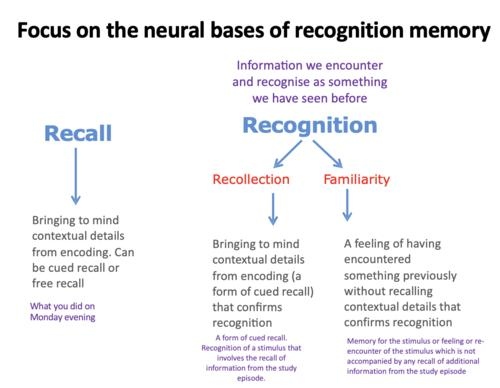 Focus on the neural bases of recognition memory
Information we encounter
and recognise as something
we have seen before
Recall
Recognition
Recollection
Familiarity
Bringing to mind
contextual details
from encoding. Can
be cued recall or
free recall
What you did on
Monday evening
Bringing to mind
contextual details
from encoding (a
form of cued recall)
that confirms
recognition
A form of cued recall.
Recognition of a stimulus that
involves the recall of
information from the study
episode.
A feeling of having
encountered
something previously
without recalling
contextual details that
confirms recognition
Memory for the stimulus or feeling or re-
encounter of the stimulus which is not
accompanied by any recall of additional
information from the study episode